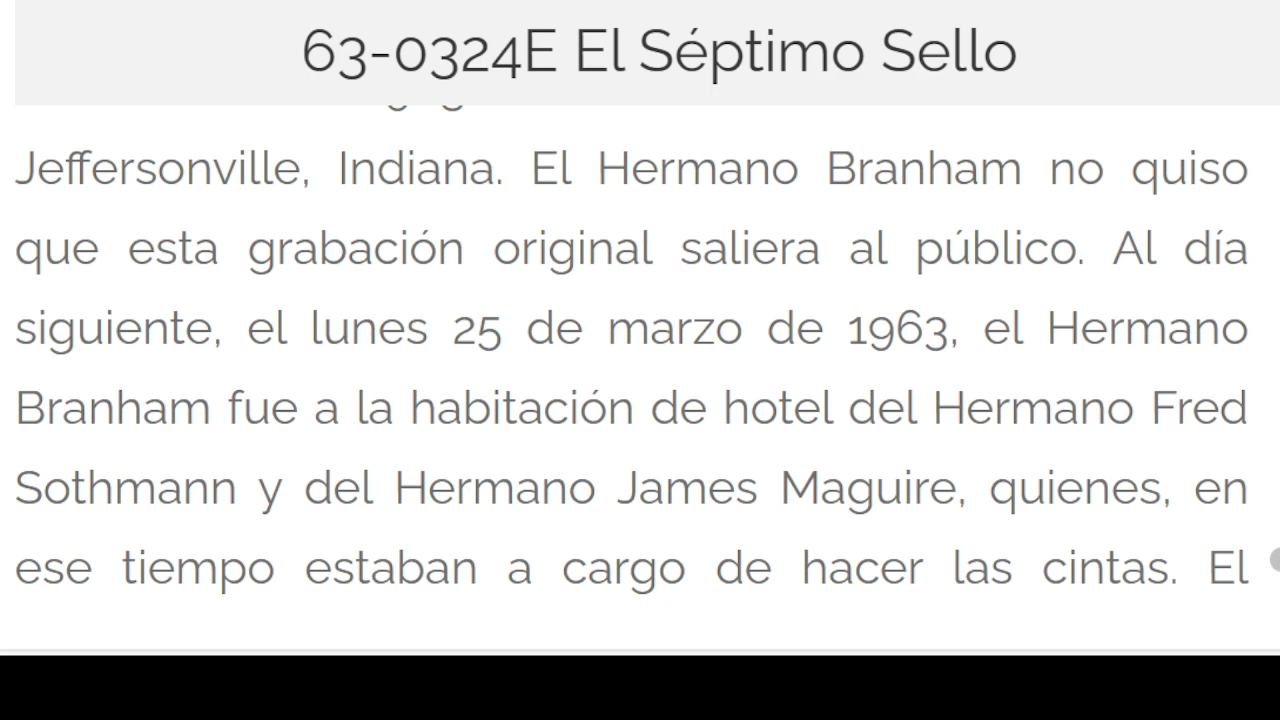 63-0324E El Séptimo Sello
Jeffersonville, Indiana. El Hermano Branham no quiso
que esta grabación original saliera al público. Al día
siguiente, el lunes 25 de marzo de 1963, el Hermano
Branham fue a la habitación de hotel del Hermano Fred
Sothmann y del Hermano James Maguire, quienes, en
ese tiempo estaban a cargo de hacer las cintas. El